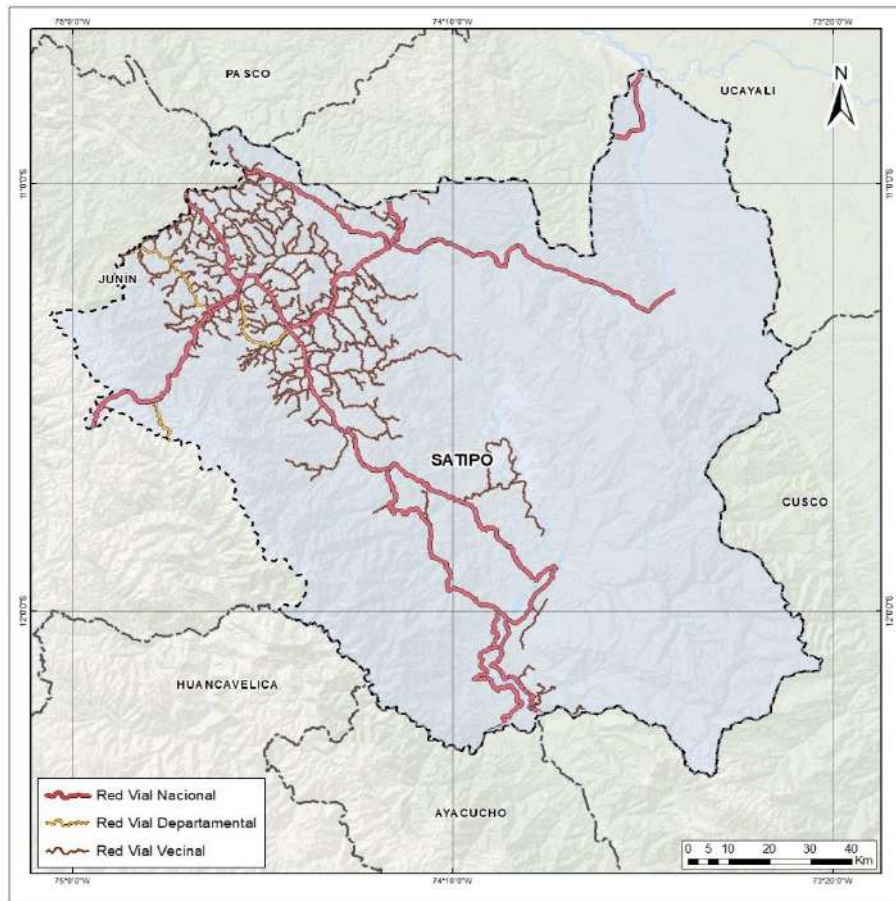 75°0'0"W 74°10'0"W 73°20'0"W
PASCO
UCAYALI
N
11°0'0"S 11°0'0"S
JUNÍN
SATIPO
CUSCO
12°0'0"S 12°0'0"S
HUANCAVELICA
AYACUCHO
Red Vial Nacional
Red Vial Departamental
Red Vial Vecinal
0 5 10 20 30 40
Km
75°0'0"W 74°10'0"W 73°20'0"W